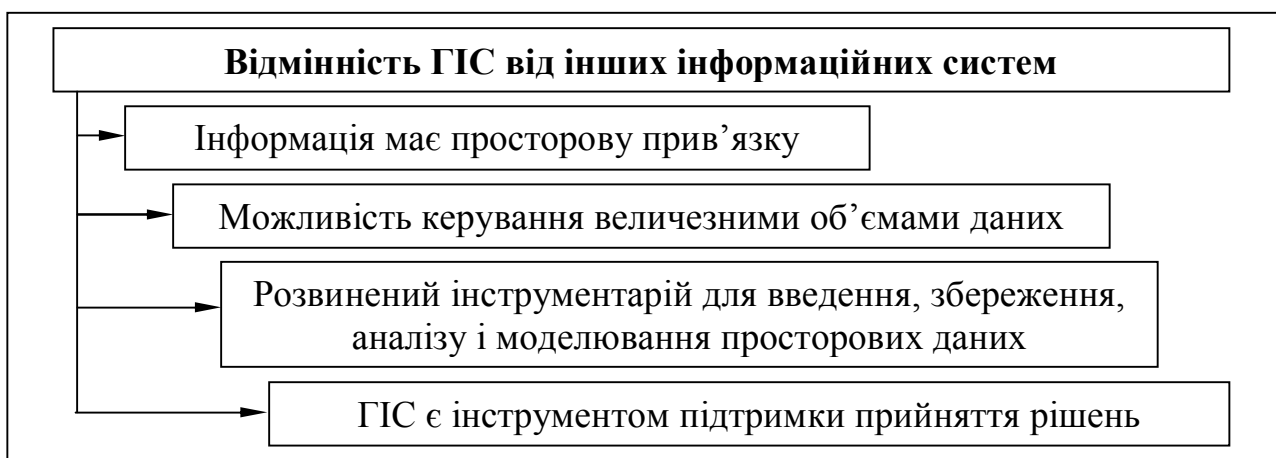 Відмінність ГІС від інших інформаційних систем
Інформація має просторову прив’язку
Можливість керування величезними об’ємами даних
Розвинений інструментарій для введення, збереження,
аналізу і моделювання просторових даних
ГІС є інструментом підтримки прийняття рішень